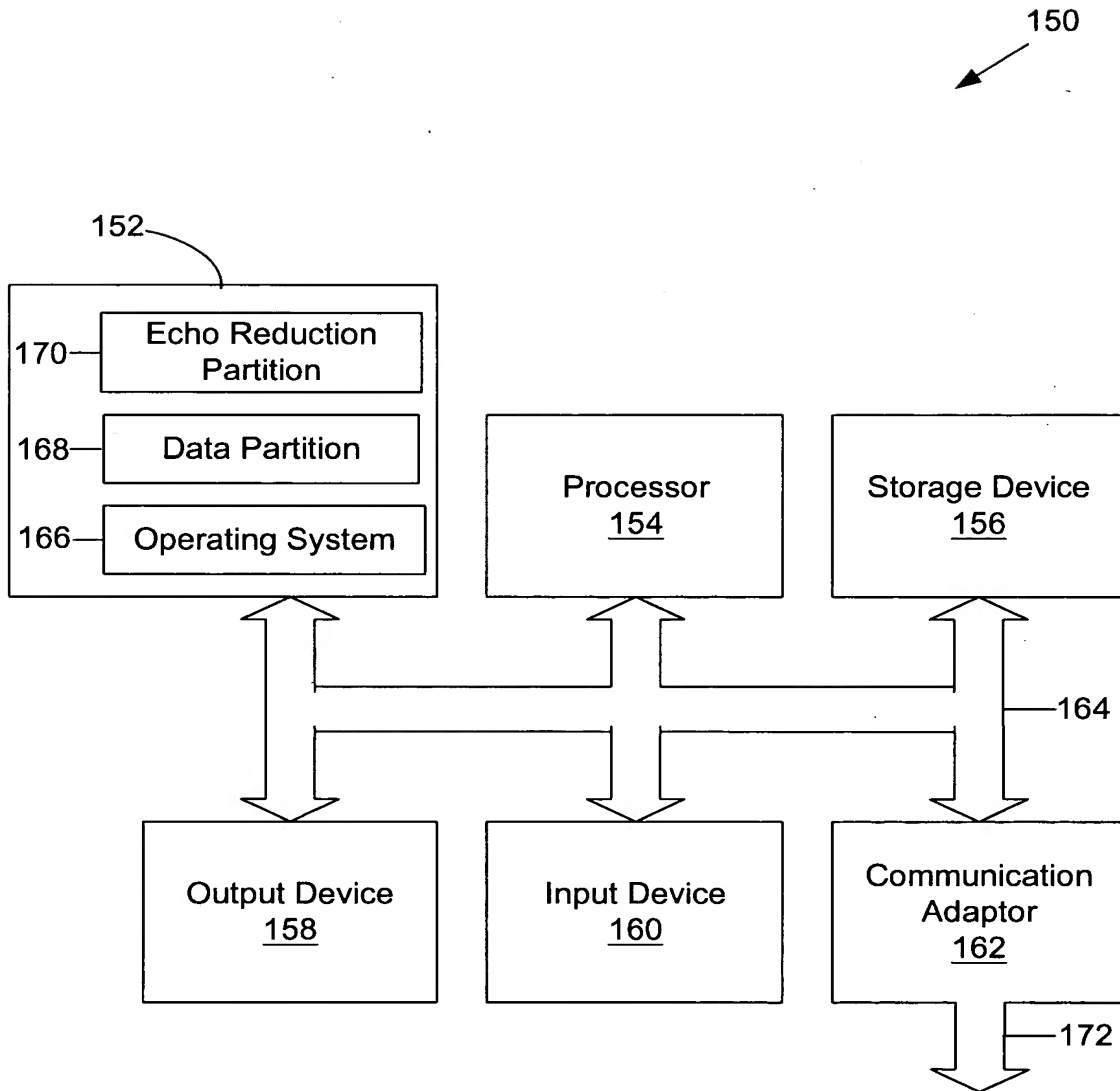 150
152
Echo Reduction
Partition
170
168
Data Partition
166
Operating System
Processor
154
Storage Device
156
164
Output Device
158
Input Device
160
Communication
Adaptor
162
172